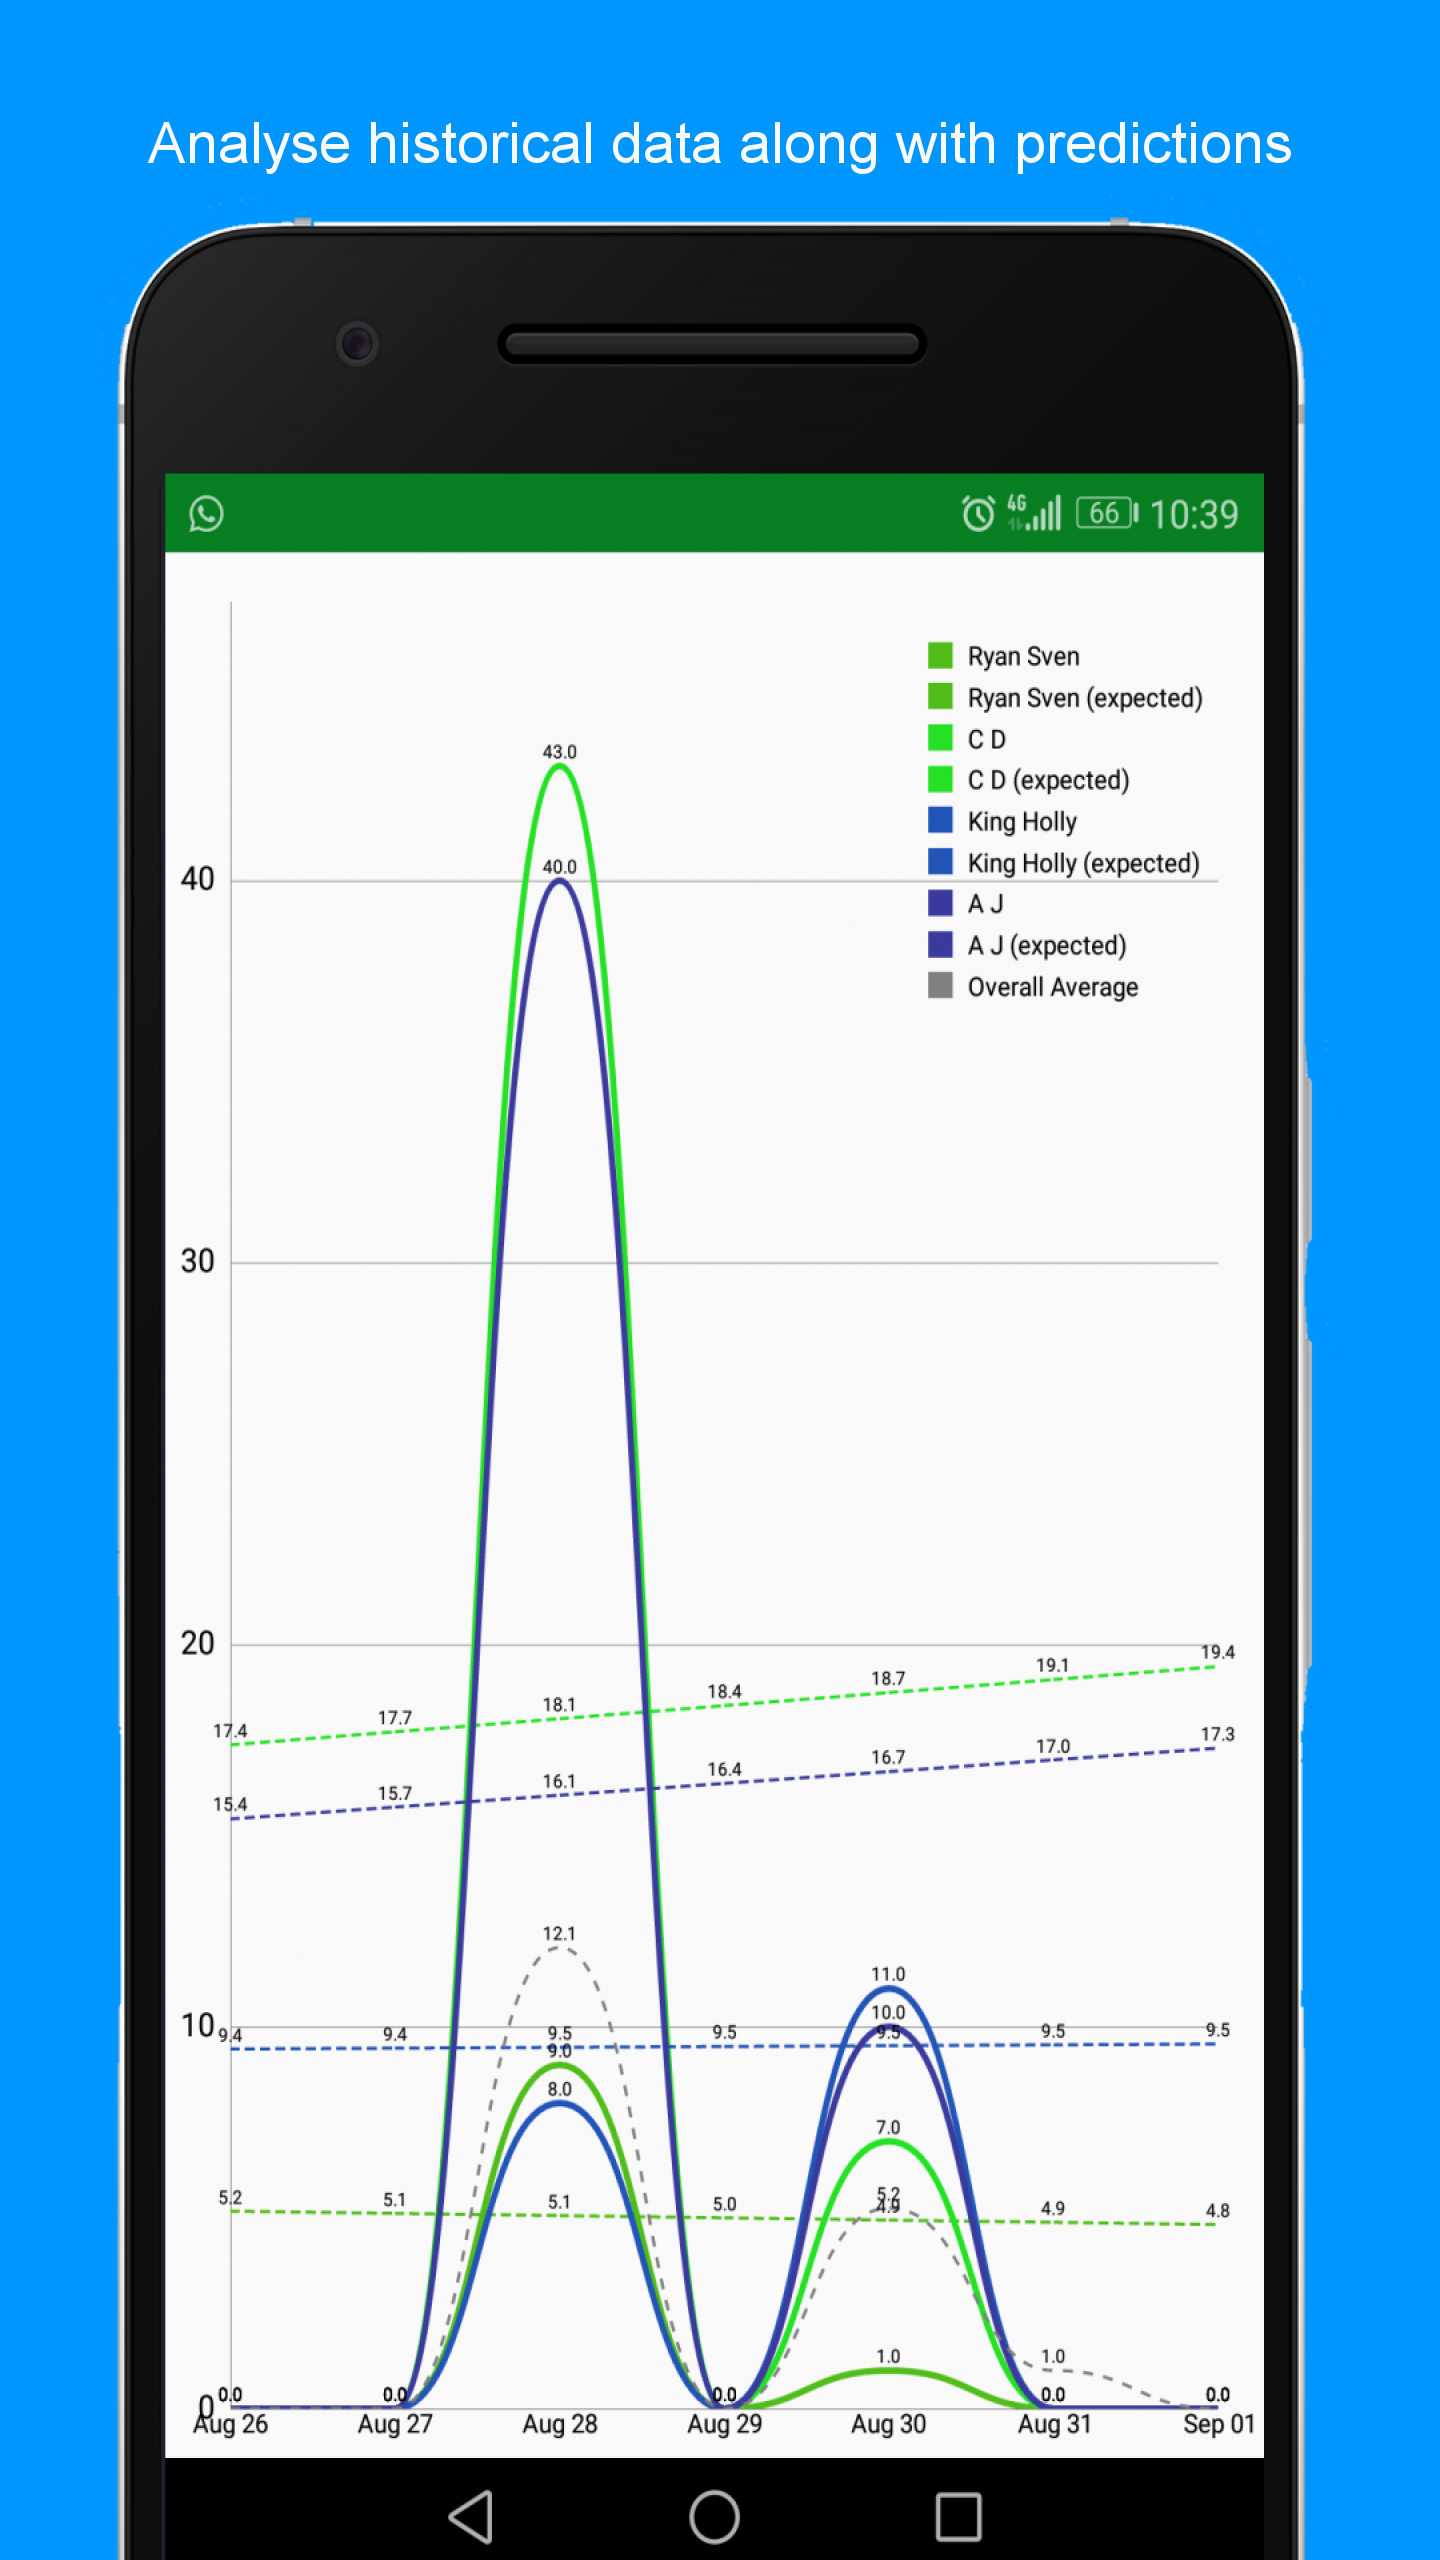 Analyse historical data along with predictions
4G 66 10:39
Ryan Sven
Ryan Sven (expected)
C D
C D (expected)
King Holly
King Holly (expected)
A J
A J (expected)
Overall Average
43.0
40.0
40
30
20
19.4
19.1
18.7
18.4
18.1
17.7
17.4
17.3
17.0
16.7
16.4
16.1
15.7
15.4
12.1
11.0
10.0
10
9.4 9.4 9.5 9.5 9.5 9.5 9.5
9.0
8.0
7.0
5.2 5.1 5.1 5.0 4.9 4.9 4.8
5.2
1.0 1.0
0 0.0 0.0 0.0 0.0 0.0
Aug 26 Aug 27 Aug 28 Aug 29 Aug 30 Aug 31 Sep 01